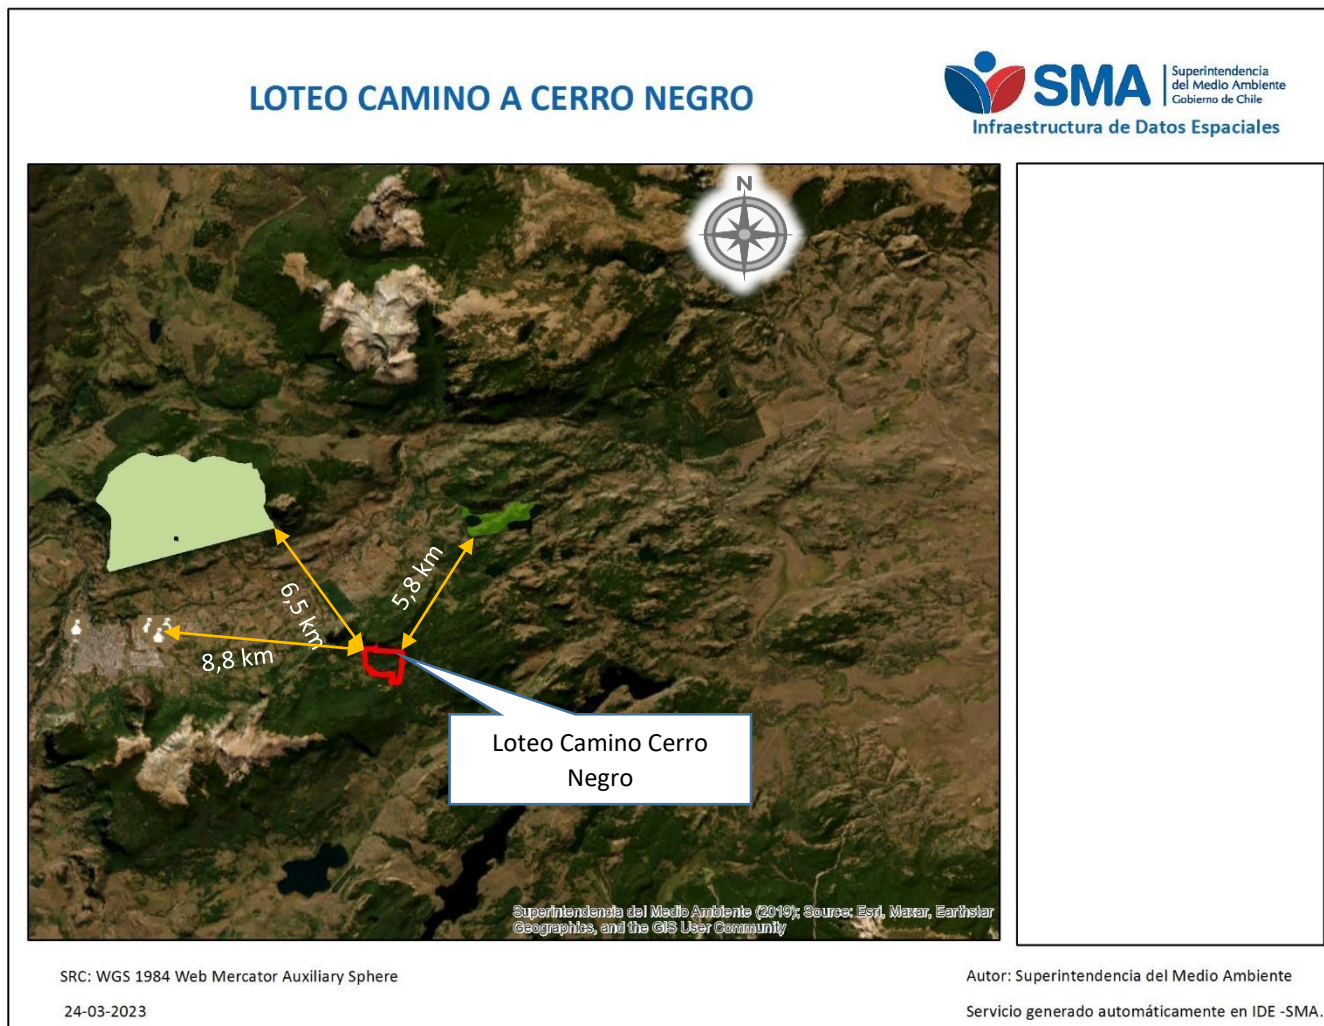 LOTEO CAMINO A CERRO NEGRO
SMA
Superintendencia
del Medio Ambiente
Gobierno de Chile
Infraestructura de Datos Espaciales
N
6,5 km
5,8 km
8,8 km
Loteo Camino Cerro
Negro
Superintendencia del Medio Ambiente (2019); Source: Esri, Maxar, Earthstar
Geographics, and the GIS User Community
SRC: WGS 1984 Web Mercator Auxiliary Sphere
24-03-2023
Autor: Superintendencia del Medio Ambiente
Servicio generado automáticamente en IDE -SMA.